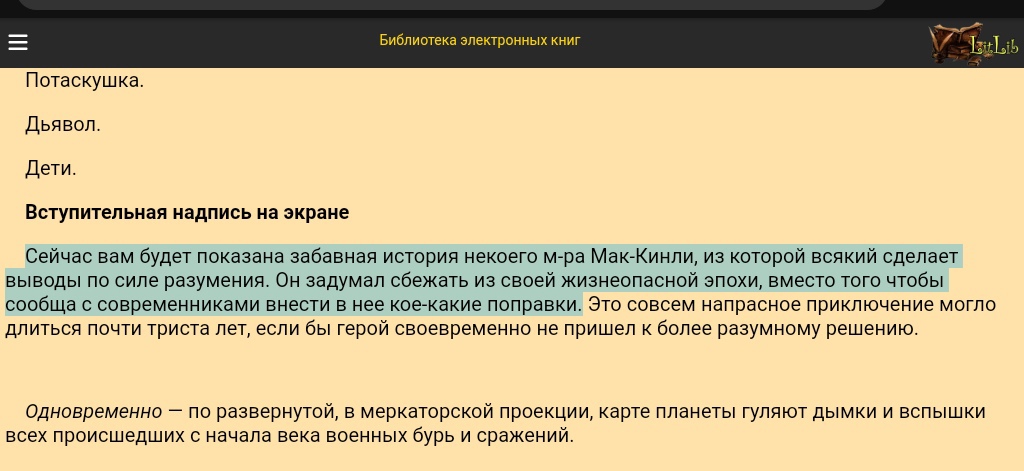 Библиотека электронных книг
LitLib
Потаскушка.
Дьявол.
Дети.
Вступительная надпись на экране
Сейчас вам будет показана забавная история некоего м-ра Мак-Кинли, из которой всякий сделает
выводы по силе разумения. Он задумал сбежать из своей жизнеопасной эпохи, вместо того чтобы
сообща с современниками внести в нее кое-какие поправки. Это совсем напрасное приключение могло
длиться почти триста лет, если бы герой своевременно не пришел к более разумному решению.
Одновременно — по развернутой, в меркаторской проекции, карте планеты гуляют дымки и вспышки
всех происшедших с начала века военных бурь и сражений.